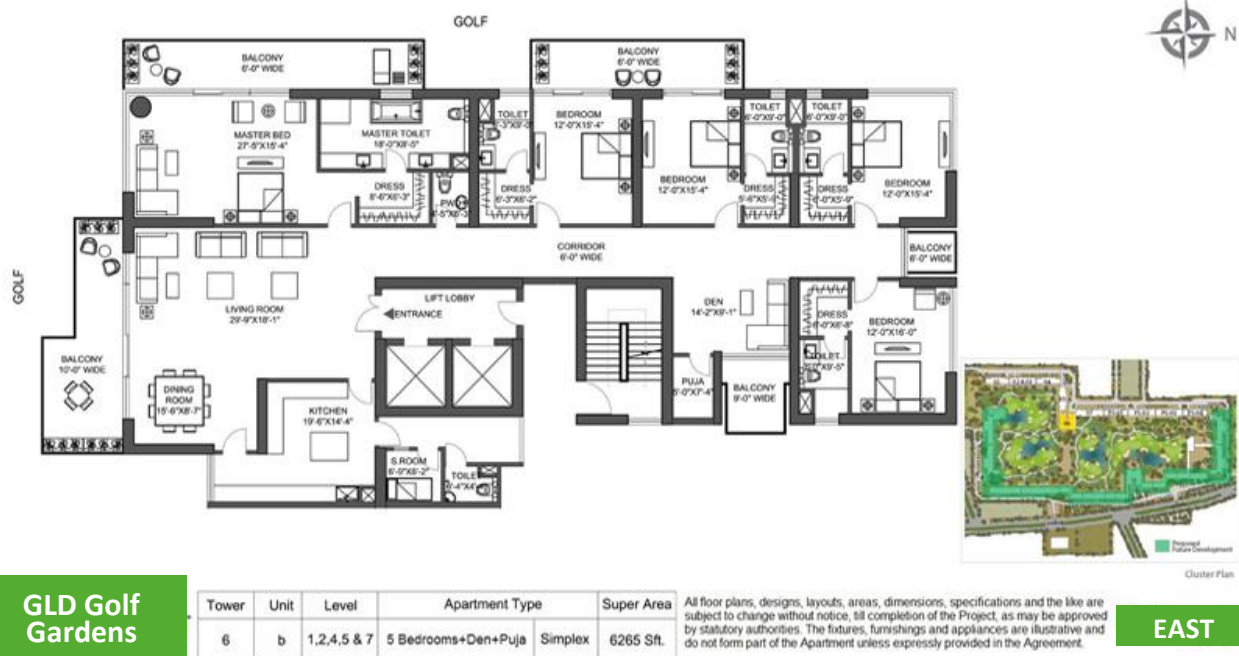 GOLF
N
BALCONY
6'-0" WIDE
BALCONY
6'-0" WIDE
MASTER BED
27'-5"X15'-4"
MASTER TOILET
18'-0"X8'-5"
TOILET
BEDROOM
12'-0"X15'-4"
TOILET
6'-0"X9'-0"
TOILET
6'-0"X9'-0"
BEDROOM
12'-0"X15'-4"
BEDROOM
12'-0"X15'-4"
DRESS
8'-6"X6'-3"
DRESS
6'-3"X6'-2"
DRESS
DRESS
GOLF
CORRIDOR
6'-0" WIDE
BALCONY
6'-0" WIDE
LIVING ROOM
29'-9"X18'-1"
LIFT LOBBY
ENTRANCE
DEN
14'-2"X9'-1"
DRESS
BEDROOM
12'-0"X16'-0"
TOILET
BALCONY
10'-0" WIDE
DINING
ROOM
15'-6"X8'-7"
KITCHEN
19'-6"X14'-4"
PUJA
BALCONY
9'-0" WIDE
S.ROOM
6'-9"X6'-2"
Proposed
Future Development
Cluster Plan
GLD Golf
Gardens
Tower Unit Level Apartment Type Super Area
6 b 1,2,4,5 & 7 5 Bedrooms+Den+Puja Simplex 6265 Sft.
All floor plans, designs, layouts, areas, dimensions, specifications and the like are
subject to change without notice, till completion of the Project, as may be approved
by statutory authorities. The fixtures, furnishings and appliances are illustrative and
do not form part of the Apartment unless expressly provided in the Agreement.
EAST